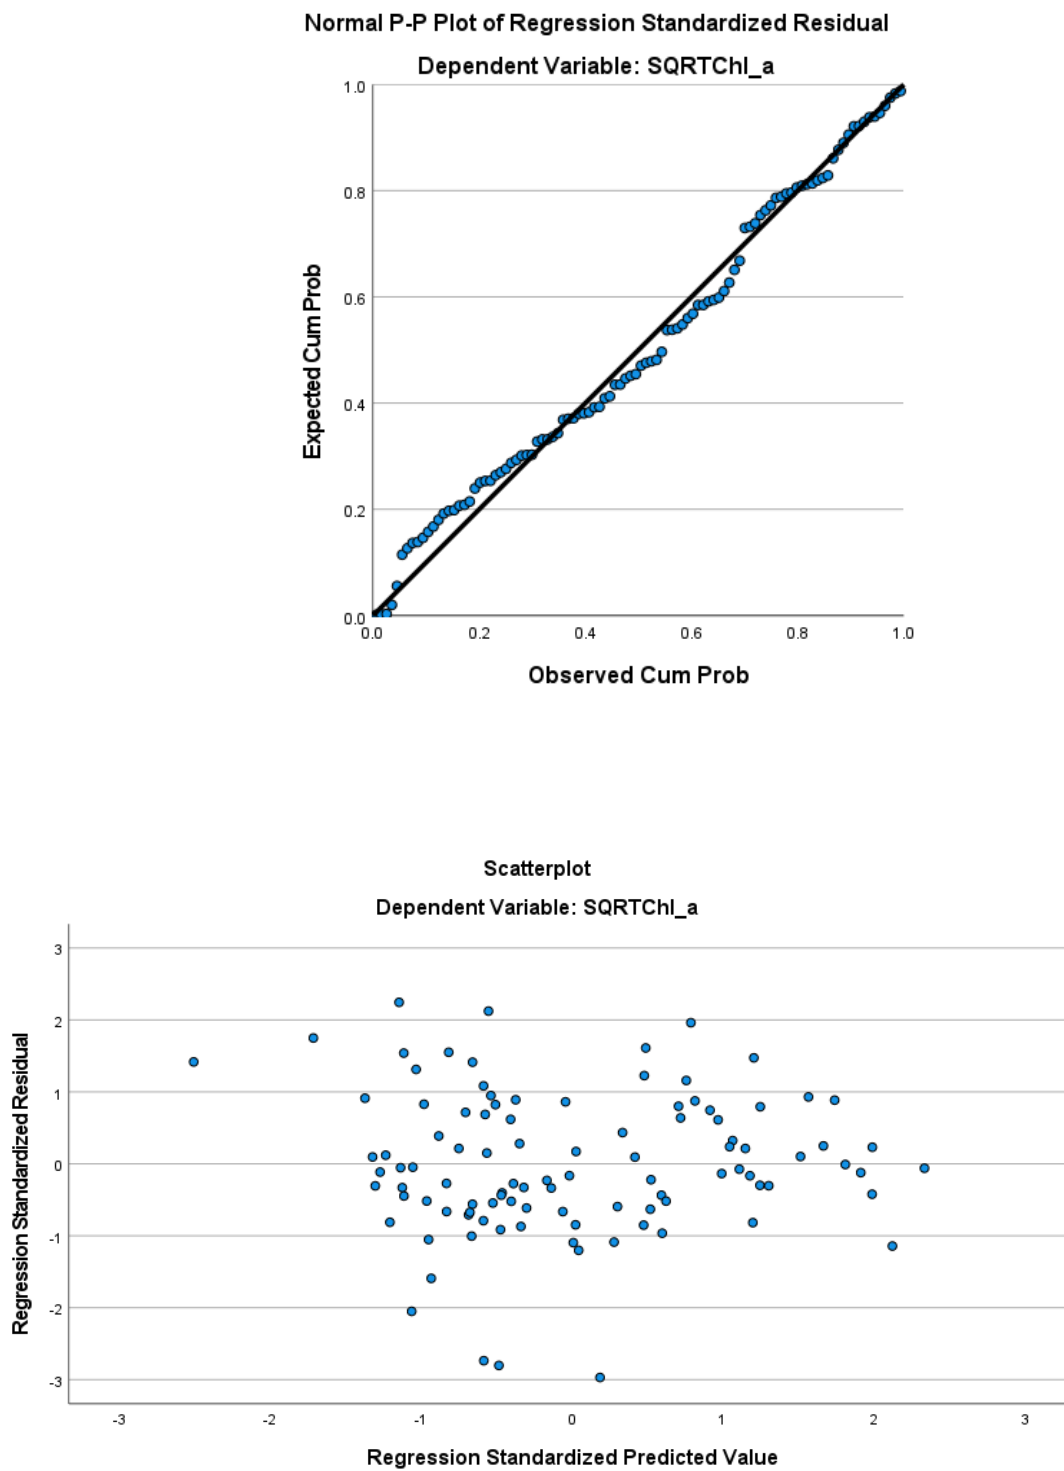 Normal P-P Plot of Regression Standardized Residual
Dependent Variable: SQRTChl_a
1.0
0.8
0.6
0.4
0.2
0.0
Expected Cum Prob
0.0 0.2 0.4 0.6 0.8 1.0
Observed Cum Prob
Scatterplot
Dependent Variable: SQRTChl_a
3
2
1
0
-1
-2
-3
Regression Standardized Residual
-3 -2 -1 0 1 2 3
Regression Standardized Predicted Value